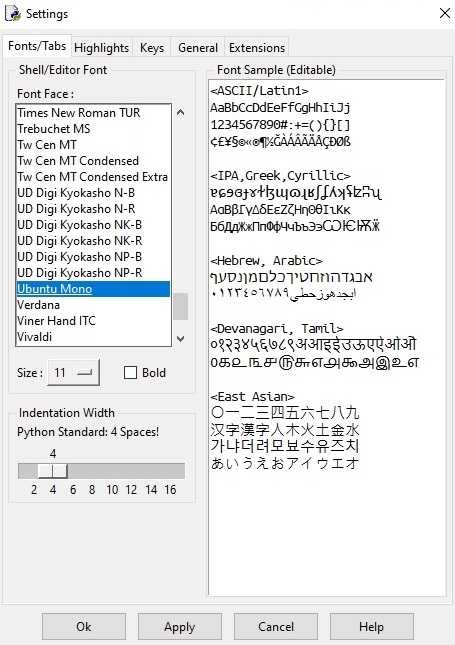 Settings
Fonts/Tabs Highlights Keys General Extensions
Shell/Editor Font
Font Face :
Times New Roman TUR
Trebuchet MS
Tw Cen MT
Tw Cen MT Condensed
Tw Cen MT Condensed Extra
UD Digi Kyokasho N-B
UD Digi Kyokasho N-R
UD Digi Kyokasho NK-B
UD Digi Kyokasho NK-R
UD Digi Kyokasho NP-B
UD Digi Kyokasho NP-R
Ubuntu Mono
Verdana
Viner Hand ITC
Vivaldi
Size : 11 Bold
Indentation Width
Python Standard: 4 Spaces!
4
2 4 6 8 10 12 14 16
Font Sample (Editable)
<ASCII/Latin1>
AaBbCcDdEeFfGgHhIiJj
1234567890#:+=(){}[]
¢£¥§©«®¶½ĞÀÁÂÃÄÅÇÐØß
<IPA,Greek,Cyrillic>
ɐɕɘɞɟɤɫɮɰɷɻʁʃʆʎʞʢʫʭʯ
ΑαΒβΓγΔδΕεΖζΗηΘθΙιΚκ
БбДдЖжПпФфЧчЪъЭэѠѤѬӜ
<Hebrew, Arabic>
אבגדהוזחטיךכלםמןנסעף
ابجدهوزحطي٠١٢٣٤٥٦٧٨٩
<Devanagari, Tamil>
०१२३४५६७८९अआइईउऊएऐओऔ
௦௧௨௩௪௫௬௭௮௯அஇஉஎ
<East Asian>
〇一二三四五六七八九
汉字漢字人木火土金水
가냐더려모뵤수유즈치
あいうえおアイウエオ
Ok Apply Cancel Help